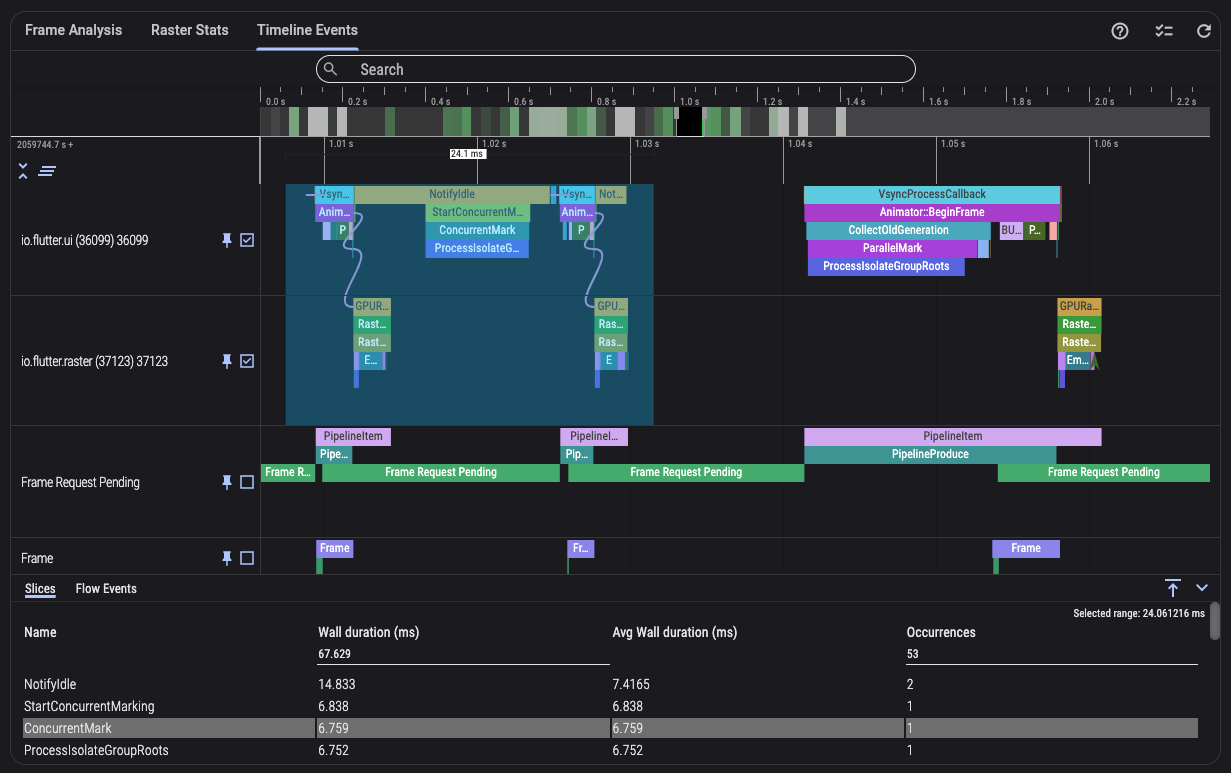 Frame Analysis Raster Stats Timeline Events
Search
0.0 s 0.2 s 0.4 s 0.6 s 0.8 s 1.0 s 1.2 s 1.4 s 1.6 s 1.8 s 2.0 s 2.2 s
2059744.7 s + 1.01 s 1.02 s 1.03 s 1.04 s 1.05 s 1.06 s
24.1 ms
Vsyn... NotifyIdle Vsyn... Not... VsyncProcessCallback
Anim... StartConcurrentM... Anim... Animator::BeginFrame
P ConcurrentMark P CollectOldGeneration BU... P...
io.flutter.ui (36099) 36099
ProcessIsolateG... ParallelMark
ProcessIsolateGroupRoots
GPUR... GPU... GPURa...
Rast... Ras... Raste...
Rast... Ras... Raste...
io.flutter.raster (37123) 37123
E... E Em...
PipelineItem PipelineI... PipelineItem
Pipe... Pip... PipelineProduce
Frame R... Frame Request Pending Frame Request Pending Frame Request Pending
Frame Request Pending
Frame Fr... Frame
Frame
Slices Flow Events
Selected range: 24.061216 ms
Name Wall duration (ms) Avg Wall duration (ms) Occurrences
67.629 53
NotifyIdle 14.833 7.4165 2
StartConcurrentMarking 6.838 6.838 1
ConcurrentMark 6.759 6.759 1
ProcessIsolateGroupRoots 6.752 6.752 1